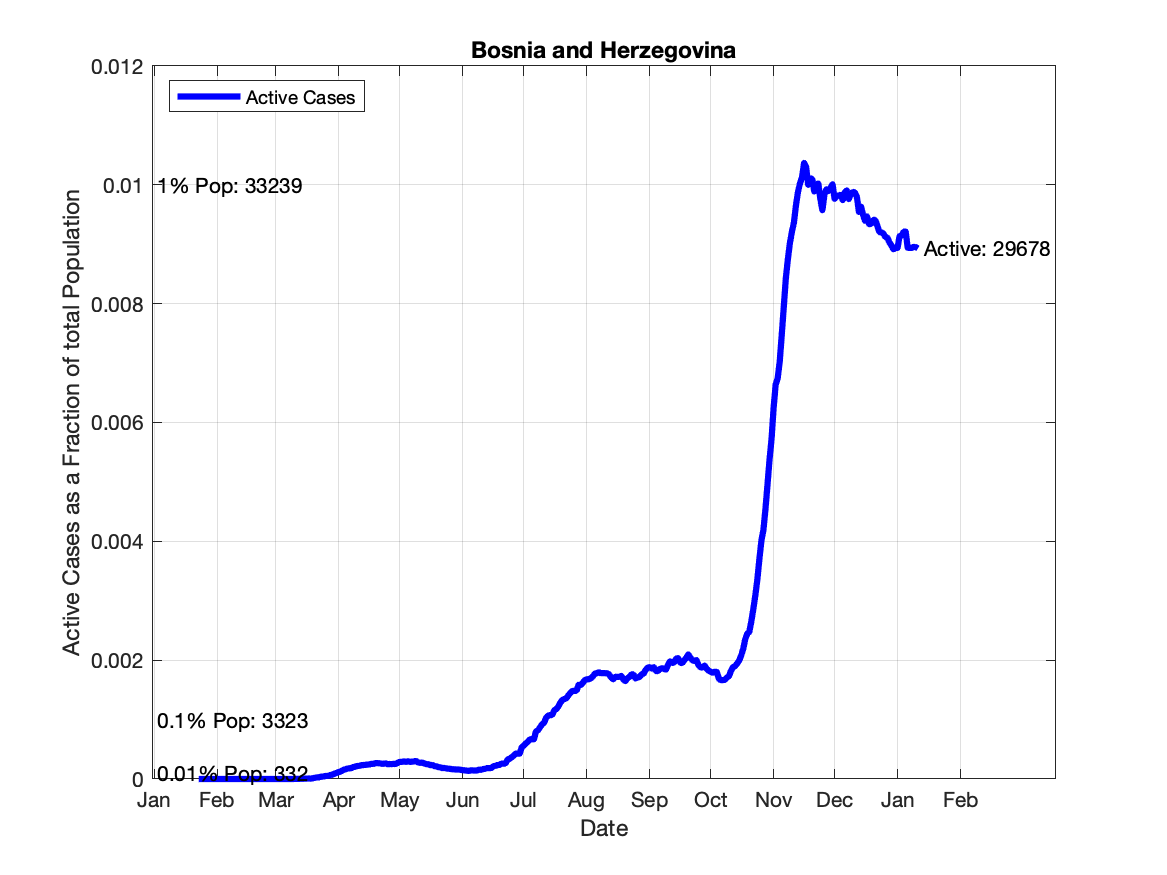 Bosnia and Herzegovina
0.012
Active Cases
0.01
1% Pop: 33239
Active: 29678
0.008
0.006
0.004
0.002
0.1% Pop: 3323
0.01% Pop: 332
0
Active Cases as a Fraction of total Population
Jan Feb Mar Apr May Jun Jul Aug Sep Oct Nov Dec Jan Feb
Date